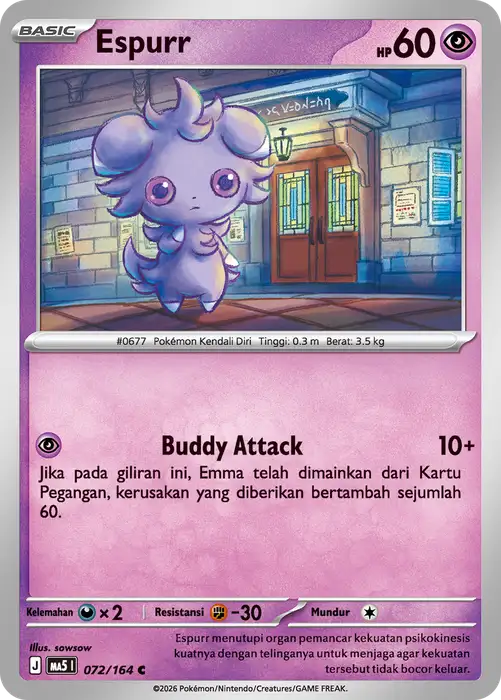 BASIC
Espurr
HP 60
#0677 Pokémon Kendali Diri Tinggi: 0.3 m Berat: 3.5 kg
Buddy Attack 10+
Jika pada giliran ini, Emma telah dimainkan dari Kartu
Pegangan, kerusakan yang diberikan bertambah sejumlah
60.
Kelemahan ×2 Resistansi -30 Mundur
Illus. sowsow
J MA5 I 072/164 C
Espurr menutupi organ pemancar kekuatan psikokinesis
kuatnya dengan telinganya untuk menjaga agar kekuatan
tersebut tidak bocor keluar.
©2026 Pokémon/Nintendo/Creatures/GAME FREAK.